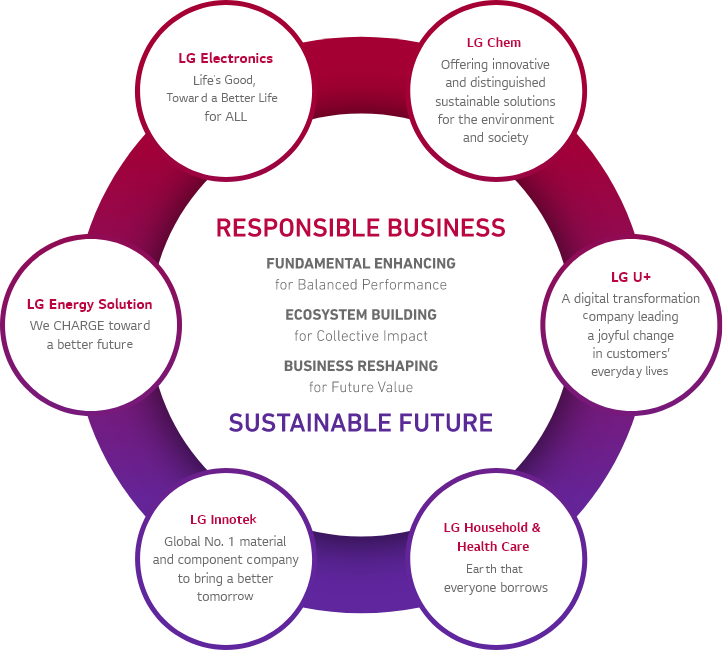 LG Electronics
Life's Good,
Toward a Better Life
for ALL
LG Chem
Offering innovative
and distinguished
sustainable solutions
for the environment
and society
RESPONSIBLE BUSINESS
FUNDAMENTAL ENHANCING
for Balanced Performance
ECOSYSTEM BUILDING
for Collective Impact
BUSINESS RESHAPING
for Future Value
SUSTAINABLE FUTURE
LG Energy Solution
We CHARGE toward
a better future
LG U+
A digital transformation
company leading
a joyful change
in customers’
everyday lives
LG Innotek
Global No. 1 material
and component company
to bring a better
tomorrow
LG Household &
Health Care
Earth that
everyone borrows